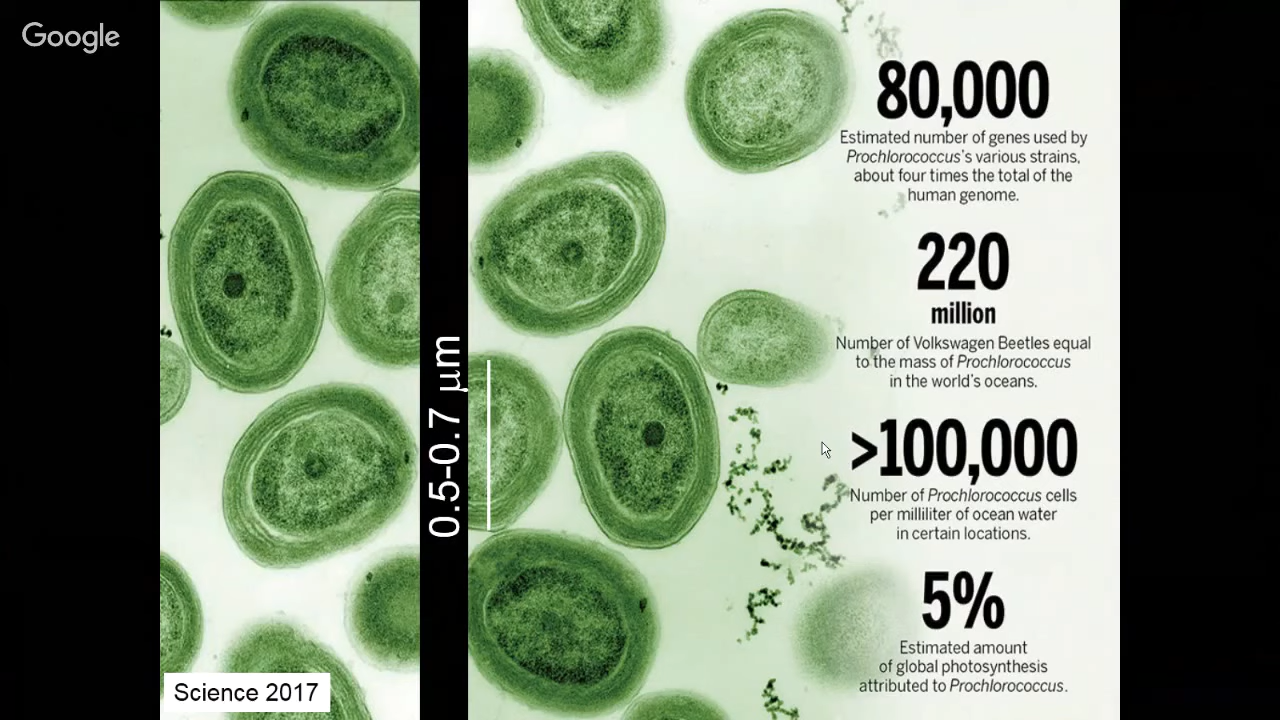 Google
80,000
Estimated number of genes used by
Prochlorococcus's various strains,
about four times the total of the
human genome.
220
million
Number of Volkswagen Beetles equal
to the mass of Prochlorococcus
in the world's oceans.
>100,000
Number of Prochlorococcus cells
per milliliter of ocean water
in certain locations.
5%
Estimated amount
of global photosynthesis
attributed to Prochlorococcus.
0.5-0.7 μm
Science 2017